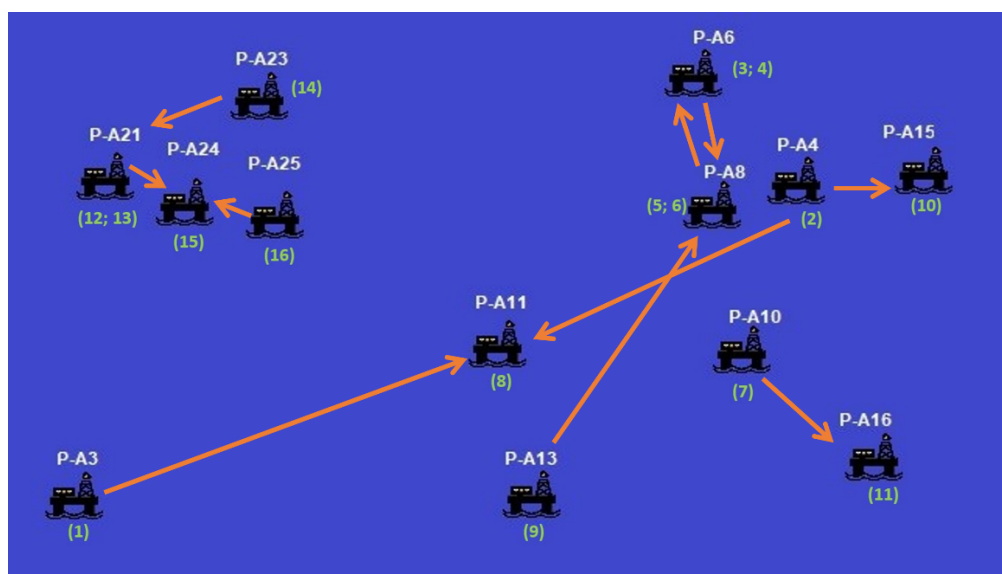 P-A6
(3; 4)
P-A23
(14)
P-A21
(12; 13)
P-A24
(15)
P-A25
(16)
P-A8
(5; 6)
P-A4
(2)
P-A15
(10)
P-A11
(8)
P-A10
(7)
P-A16
(11)
P-A3
(1)
P-A13
(9)